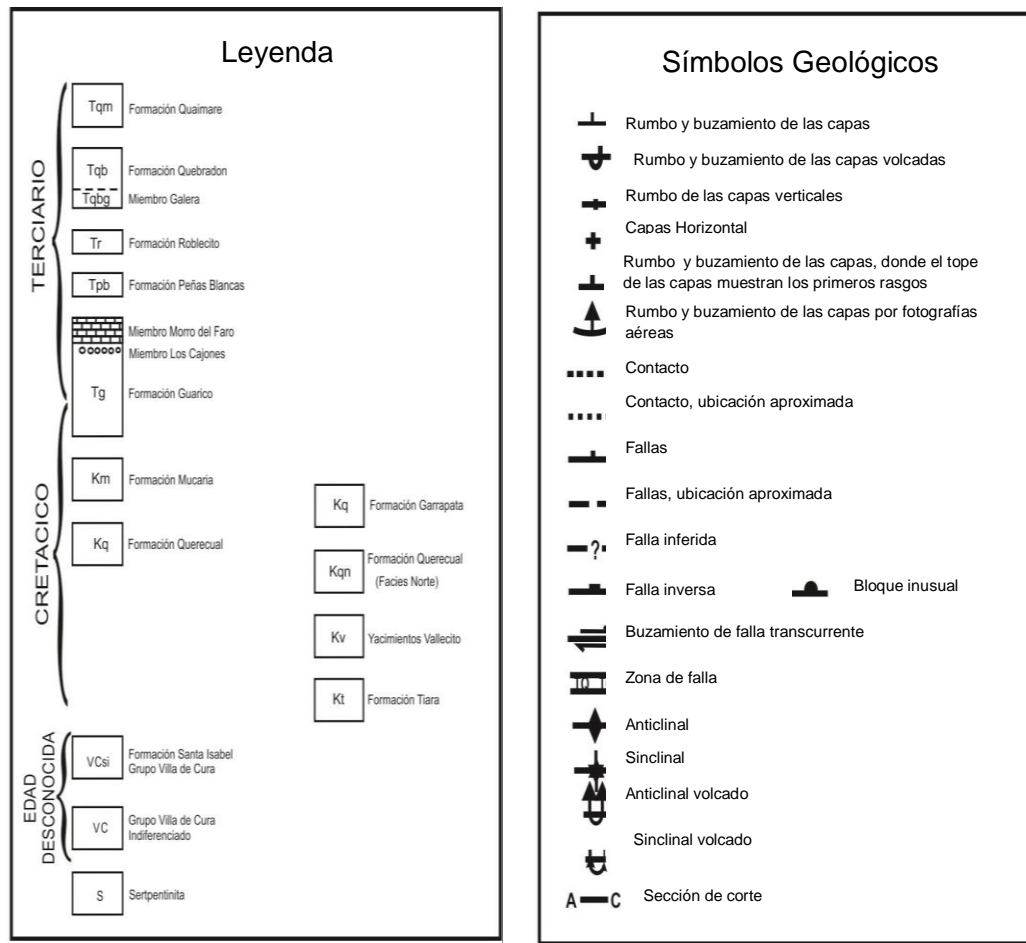 Leyenda
TERCIARIO
Tqm Formación Quaimare
Tqb Formación Quebradon
Tqbg Miembro Galera
Tr Formación Roblecito
Tpb Formación Peñas Blancas
Miembro Morro del Faro
Miembro Los Cajones
Tg Formación Guarico
CRETACICO
Km Formación Mucaria
Kq Formación Querecual
Kq Formación Garrapata
Kqn Formación Querecual
(Facies Norte)
Kv Yacimientos Vallecito
Kt Formación Tiara
EDAD
DESCONOCIDA
VCsi Formación Santa Isabel
Grupo Villa de Cura
VC Grupo Villa de Cura
Indiferenciado
S Sertpentinita
Símbolos Geológicos
Rumbo y buzamiento de las capas
Rumbo y buzamiento de las capas volcadas
Rumbo de las capas verticales
Capas Horizontal
Rumbo y buzamiento de las capas, donde el tope
de las capas muestran los primeros rasgos
Rumbo y buzamiento de las capas por fotografías
aéreas
Contacto
Contacto, ubicación aproximada
Fallas
Fallas, ubicación aproximada
? Falla inferida
Falla inversa
Bloque inusual
Buzamiento de falla transcurrente
Zona de falla
Anticlinal
Sinclinal
Anticlinal volcado
Sinclinal volcado
A C Sección de corte